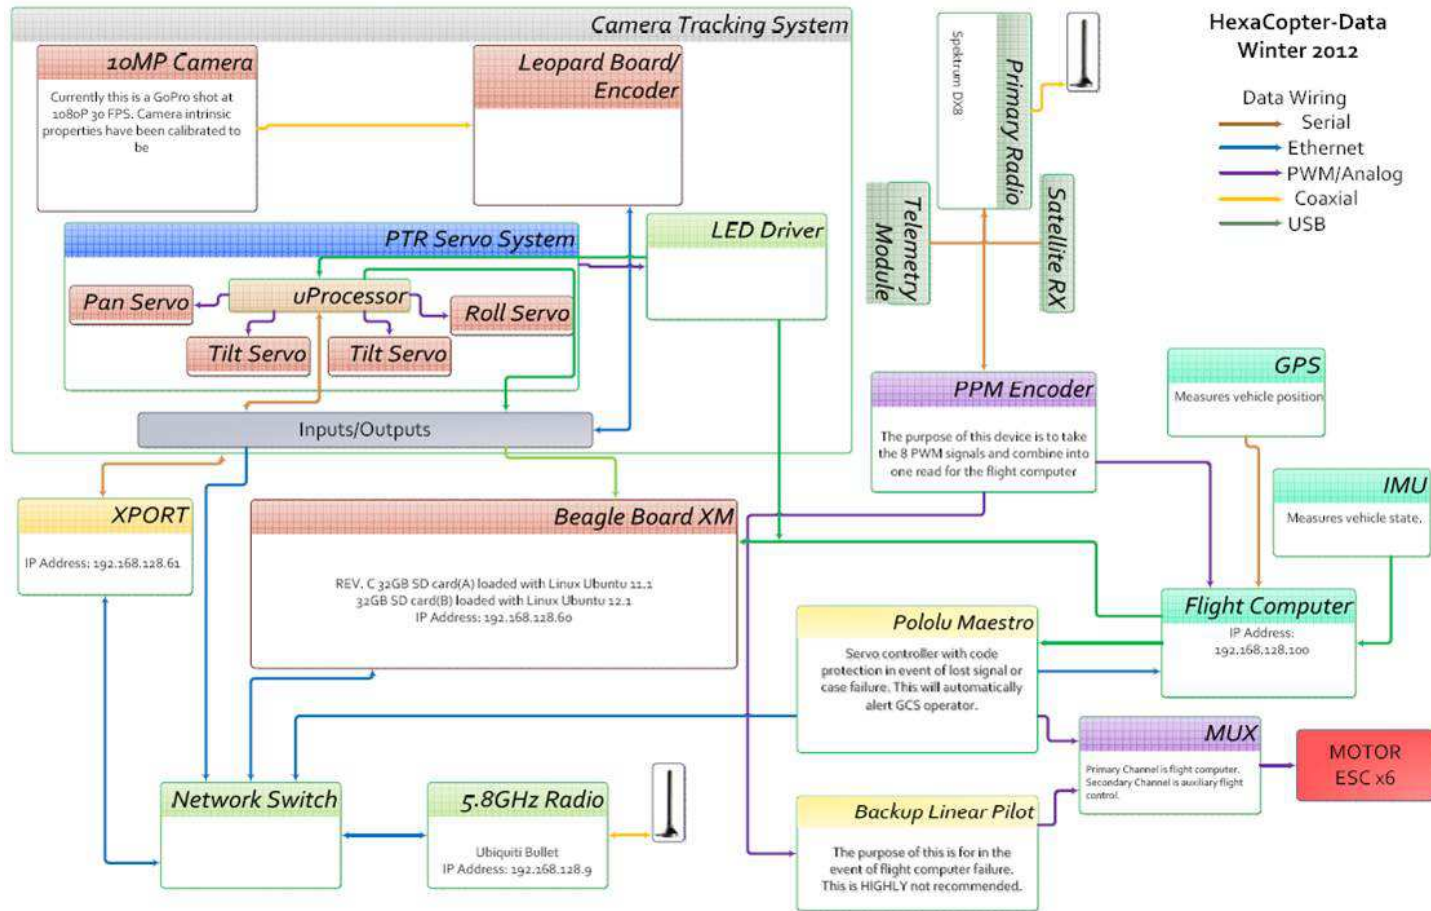 Camera Tracking System
10MP Camera
Currently this is a GoPro shot at
1080P 30 FPS. Camera intrinsic
properties have been calibrated to
be
Leopard Board/
Encoder
PTR Servo System
uProcessor
Pan Servo
Roll Servo
Tilt Servo
Tilt Servo
LED Driver
Inputs/Outputs
Primary Radio
Spektrum DX8
Telemetry
Module
Satellite RX
HexaCopter-Data
Winter 2012
Data Wiring
Serial
Ethernet
PWM/Analog
Coaxial
USB
PPM Encoder
The purpose of this device is to take
the 8 PWM signals and combine into
one read for the flight computer
GPS
Measures vehicle position
IMU
Measures vehicle state.
XPORT
IP Address: 192.168.128.61
Beagle Board XM
REV. C 32GB SD card(A) loaded with Linux Ubuntu 11.1
32GB SD card(B) loaded with Linux Ubuntu 12.1
IP Address: 192.168.128.60
Flight Computer
IP Address:
192.168.128.100
Pololu Maestro
Servo controller with code
protection in event of lost signal or
case failure. This will automatically
alert GCS operator.
MUX
Primary Channel is flight computer.
Secondary Channel is auxiliary flight
control.
MOTOR
ESC x6
Network Switch
5.8GHz Radio
Ubiquiti Bullet
IP Address: 192.168.128.9
Backup Linear Pilot
The purpose of this is for in the
event of flight computer failure.
This is HIGHLY not recommended.